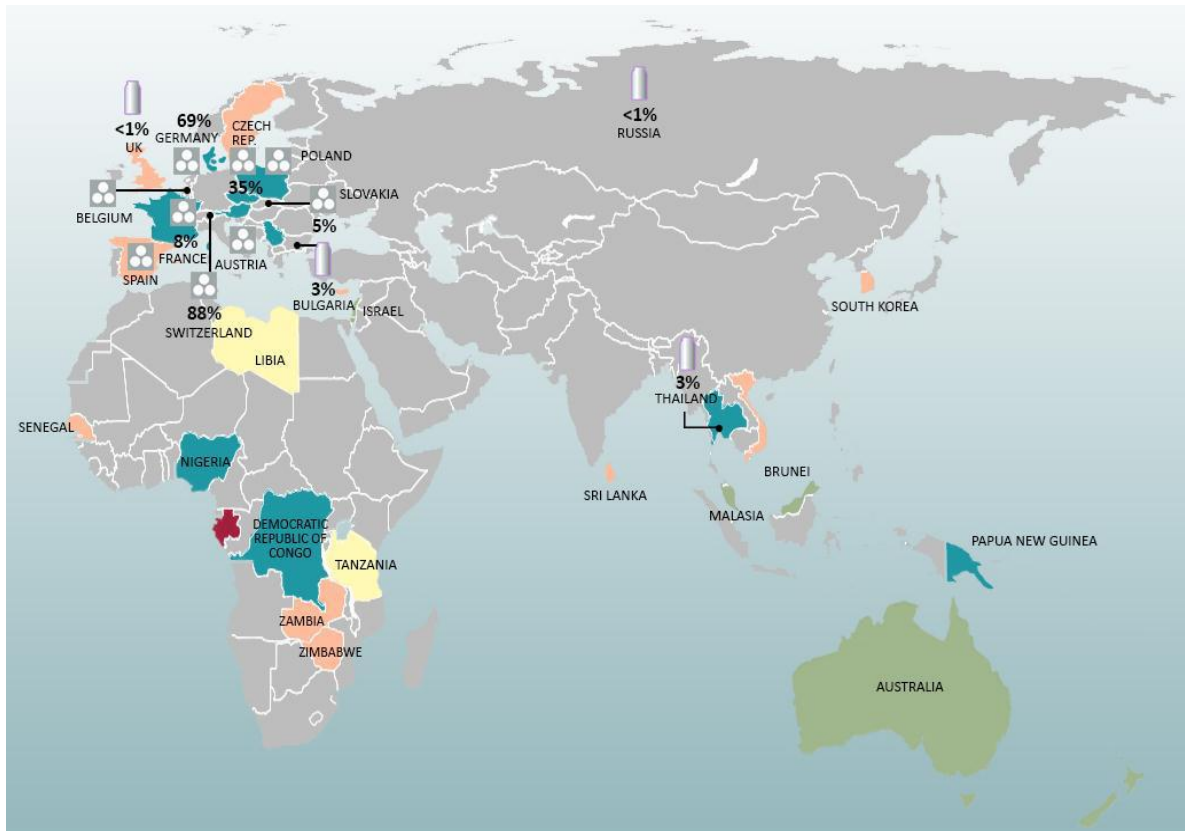 <1%
UK
69%
GERMANY
CZECH
REP.
POLAND
35%
SLOVAKIA
BELGIUM
5%
8%
FRANCE
AUSTRIA
SPAIN
88%
SWITZERLAND
3%
BULGARIA
ISRAEL
<1%
RUSSIA
LIBIA
SOUTH KOREA
3%
THAILAND
SENEGAL
NIGERIA
BRUNEI
SRI LANKA
MALASIA
DEMOCRATIC
REPUBLIC OF
CONGO
PAPUA NEW GUINEA
TANZANIA
ZAMBIA
ZIMBABWE
AUSTRALIA